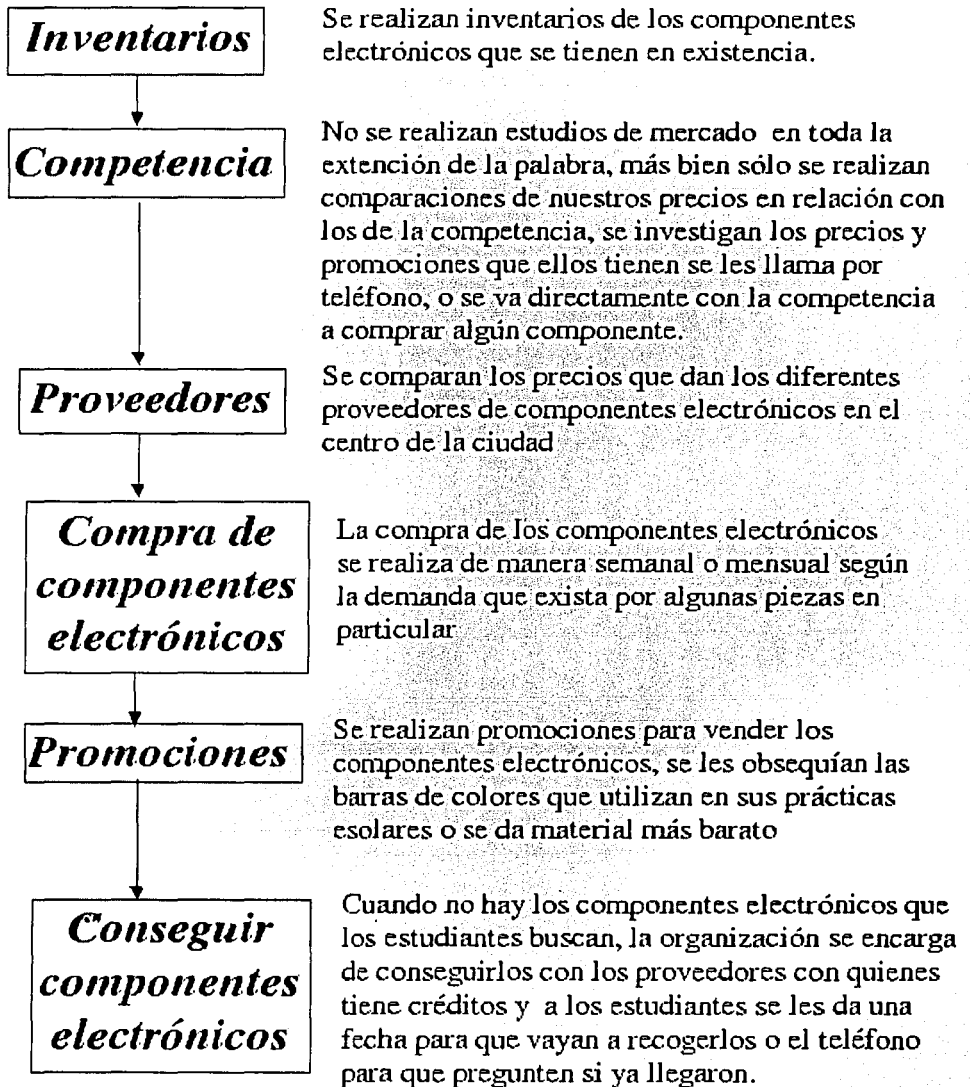 Inventarios
Se realizan inventarios de los componentes
electrónicos que se tienen en existencia.
Competencia
No se realizan estudios de mercado en toda la
extención de la palabra, más bien sólo se realizan
comparaciones de nuestros precios en relación con
los de la competencia, se investigan los precios y
promociones que ellos tienen se les llama por
teléfono, o se va directamente con la competencia
a comprar algún componente.
Proveedores
Se comparan los precios que dan los diferentes
proveedores de componentes electrónicos en el
centro de la ciudad
Compra de
componentes
electrónicos
La compra de los componentes electrónicos
se realiza de manera semanal o mensual según
la demanda que exista por algunas piezas en
particular
Promociones
Se realizan promociones para vender los
componentes electrónicos, se les obsequían las
barras de colores que utilizan en sus prácticas
esolares o se da material más barato
Conseguir
componentes
electrónicos
Cuando no hay los componentes electrónicos que
los estudiantes buscan, la organización se encarga
de conseguirlos con los proveedores con quienes
tiene créditos y a los estudiantes se les da una
fecha para que vayan a recogerlos o el teléfono
para que pregunten si ya llegaron.